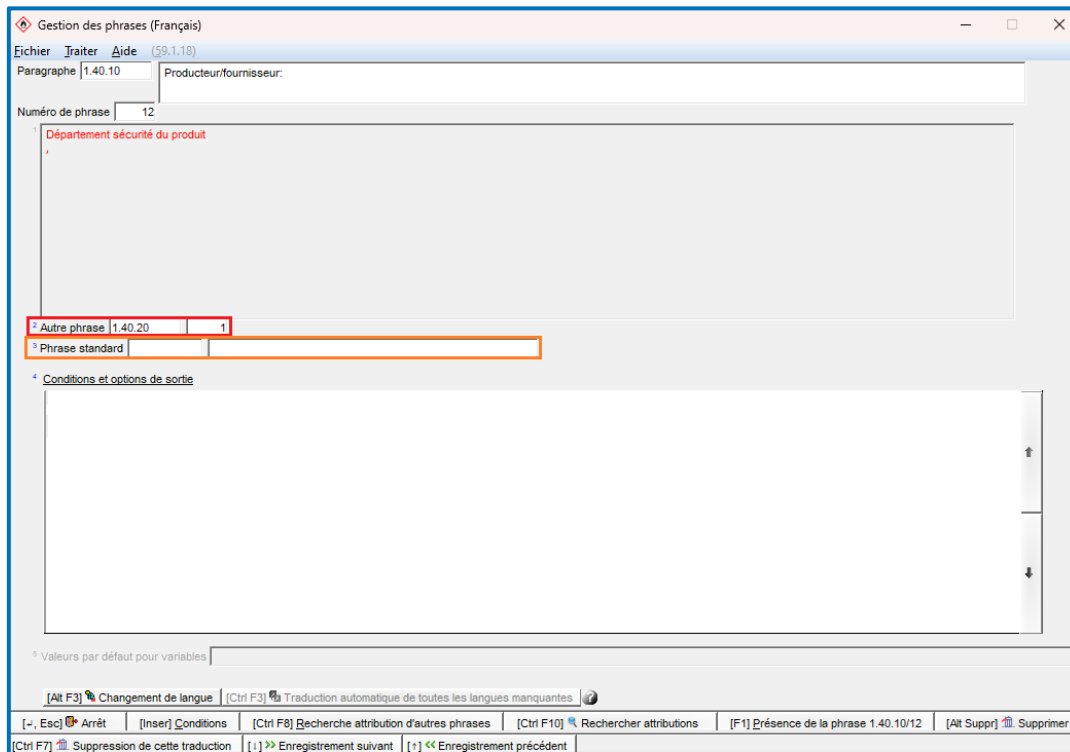 Gestion des phrases (Français)
Fichier Traiter Aide (59.1.18)
Paragraphe 1.40.10 Producteur/fournisseur:
Numéro de phrase 12
1 Département sécurité du produit
,
2 Autre phrase 1.40.20 1
3 Phrase standard
4 Conditions et options de sortie
5 Valeurs par défaut pour variables
[Alt F3] Changement de langue [Ctrl F3] Traduction automatique de toutes les langues manquantes ?
[↲, Esc] Arrêt [Inser] Conditions [Ctrl F8] Recherche attribution d'autres phrases [Ctrl F10] Rechercher attributions [F1] Présence de la phrase 1.40.10/12 [Alt Suppr] Supprimer
[Ctrl F7] Suppression de cette traduction [↓] >> Enregistrement suivant [↑] << Enregistrement précédent